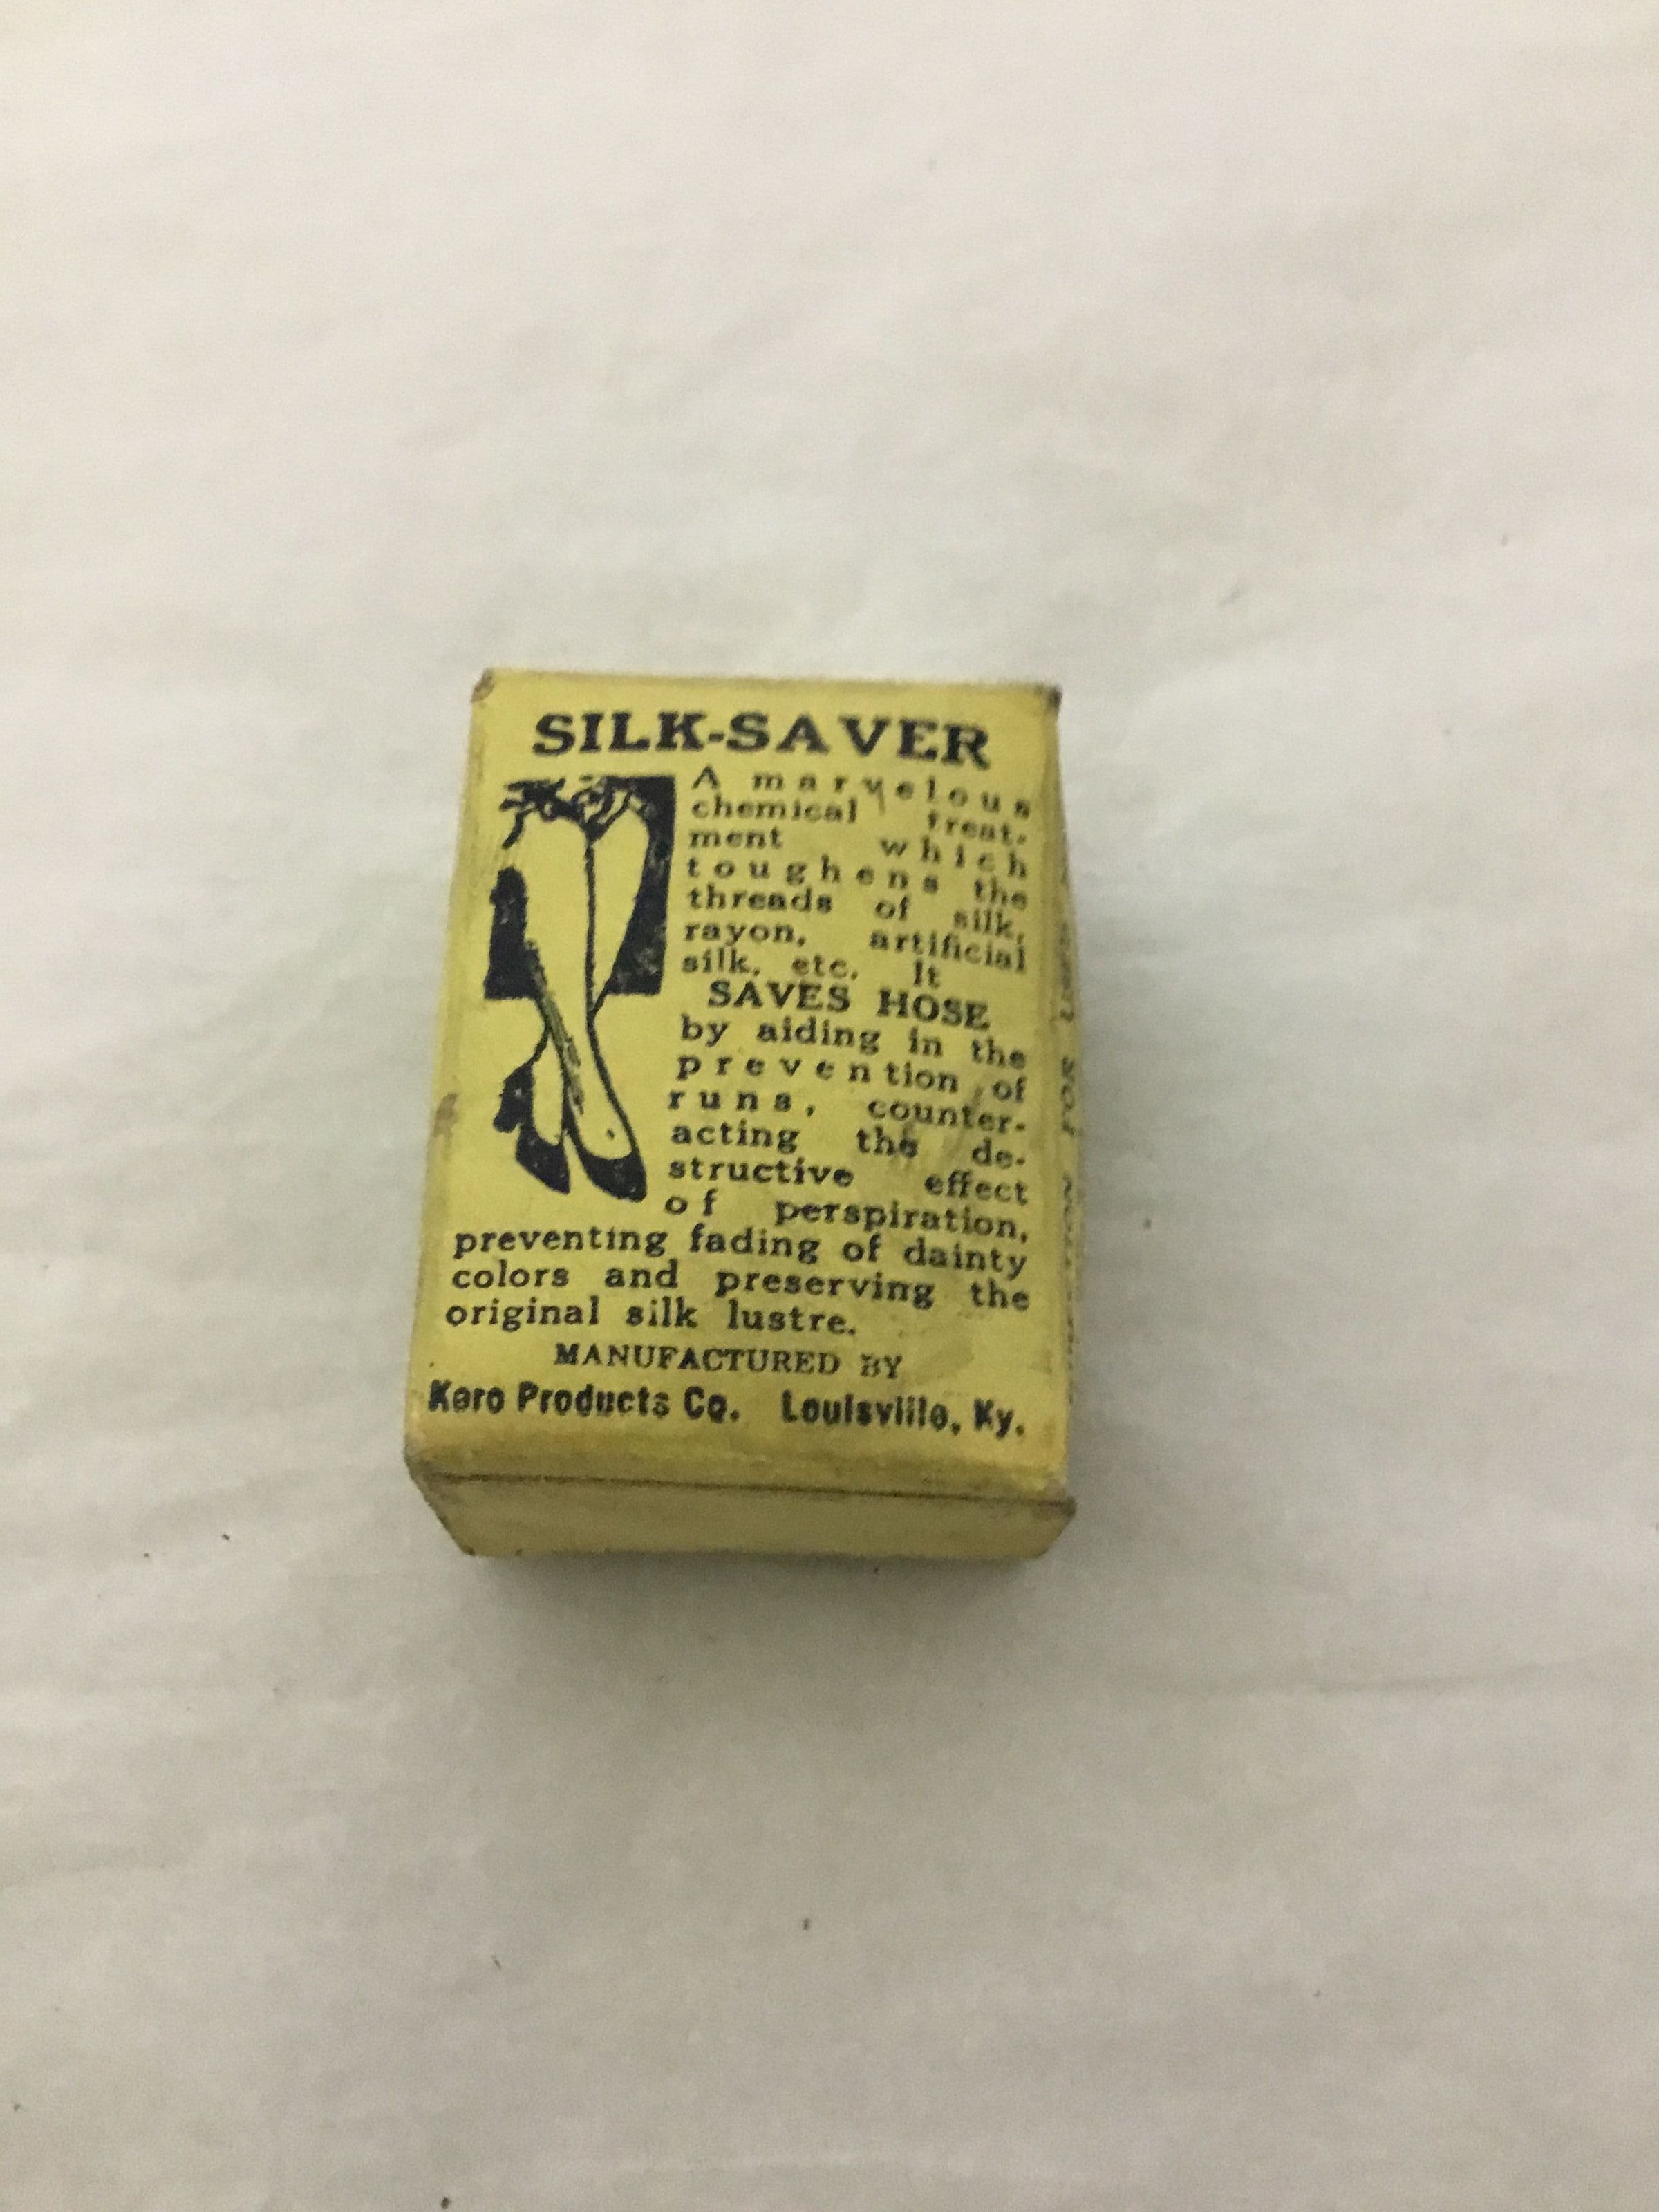 SILK-SAVER
A marvelous
chemical treat-
ment which
toughens the
threads of silk,
rayon, artificial
silk, etc. It
SAVES HOSE
by aiding in the
prevention of
runs, counter-
acting the de-
structive effect
of perspiration,
preventing fading of dainty
colors and preserving the
original silk lustre.
MANUFACTURED BY
Kero Products Co. Louisville, Ky.